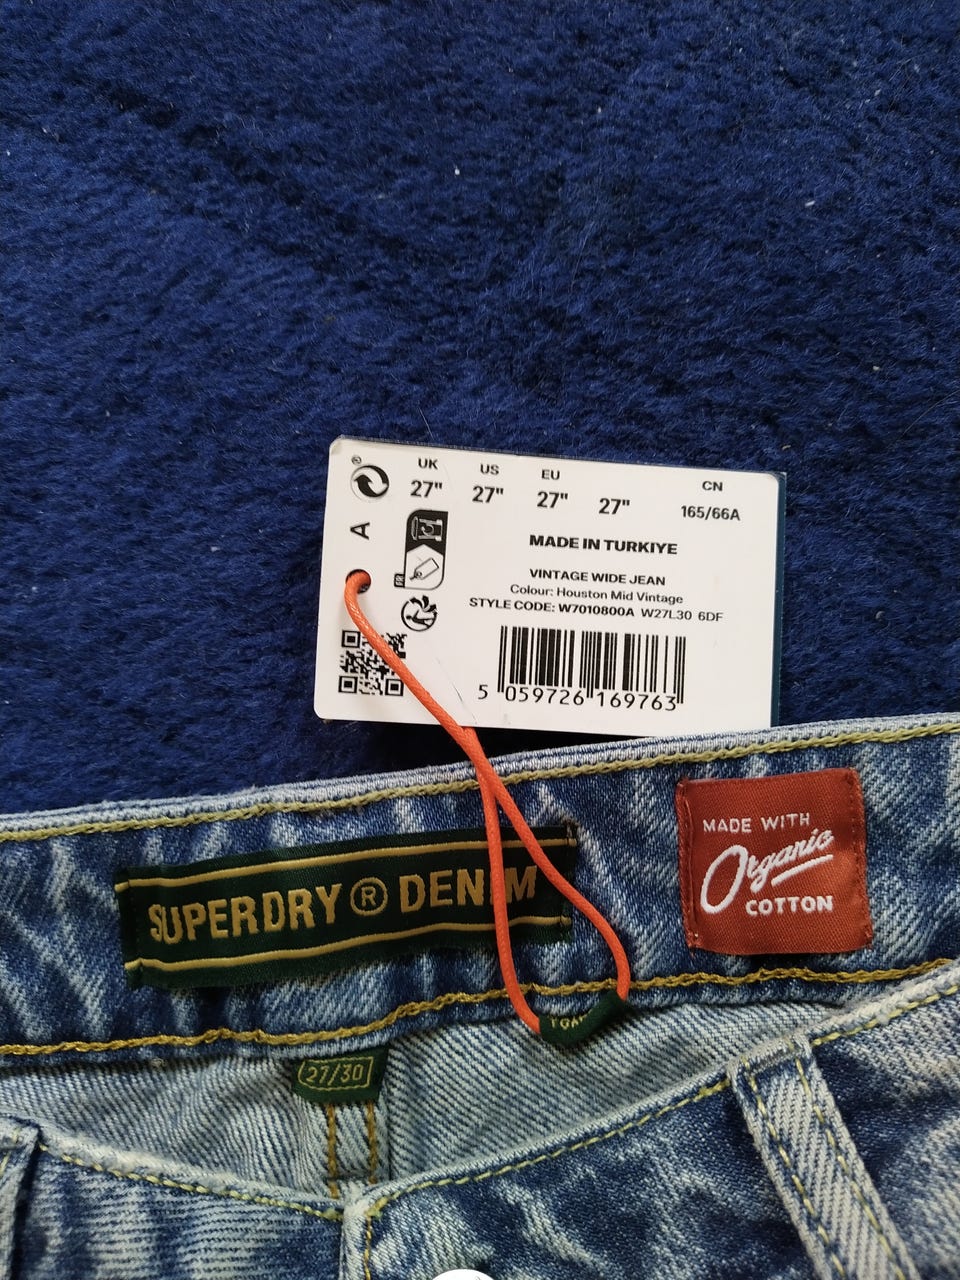 UK US EU CN
27" 27" 27" 27" 165/66A
A
MADE IN TURKIYE
VINTAGE WIDE JEAN
Colour: Houston Mid Vintage
STYLE CODE: W7010800A W27L30 6DF
FR
5 059726 169763
MADE WITH
Organic
COTTON
SUPERDRY ® DENIM
27/30